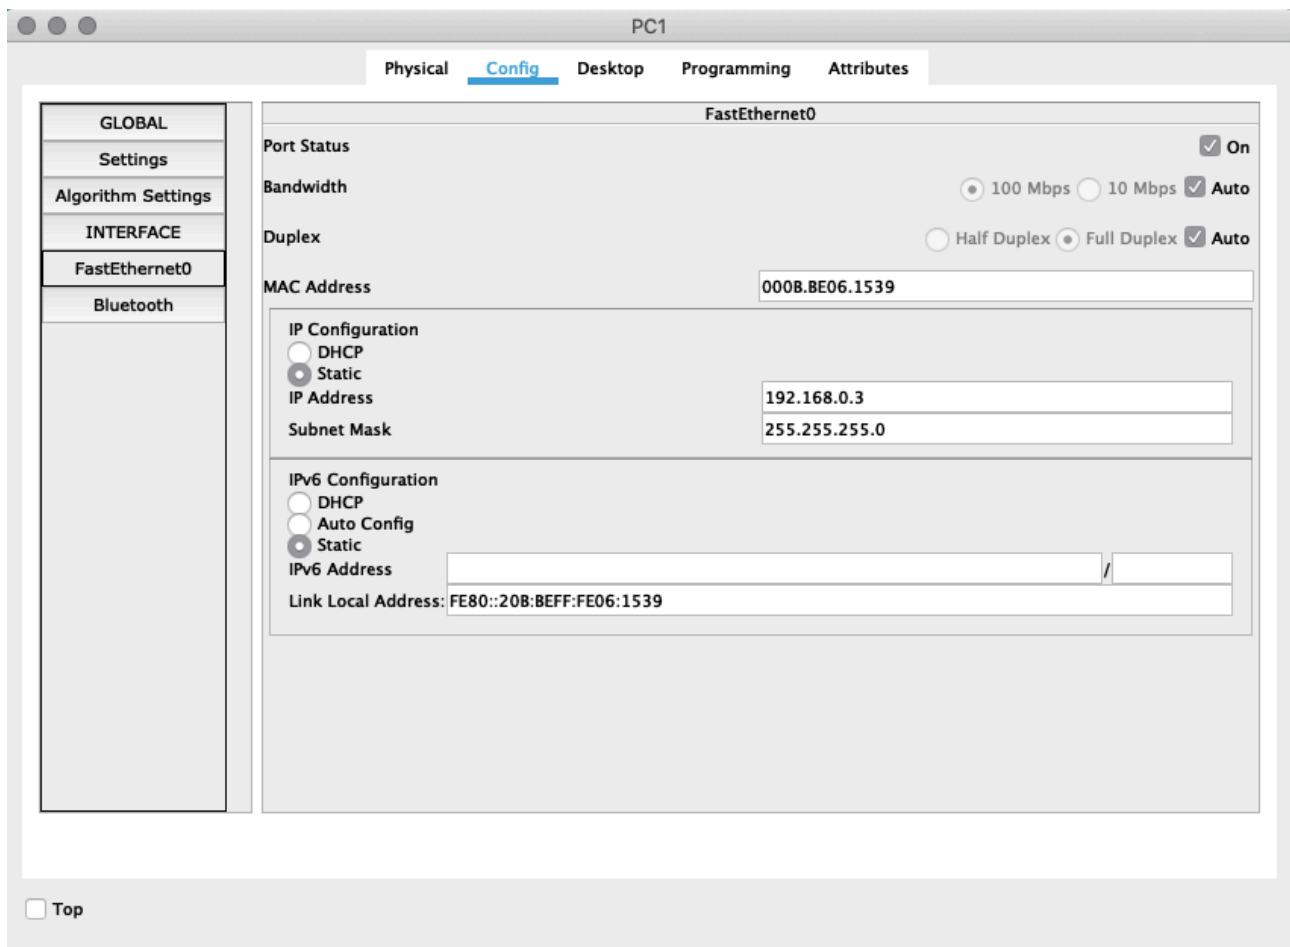 PC1
Physical Config Desktop Programming Attributes
GLOBAL
Settings
Algorithm Settings
INTERFACE
FastEthernet0
Bluetooth
FastEthernet0
Port Status On
Bandwidth 100 Mbps 10 Mbps Auto
Duplex Half Duplex Full Duplex Auto
MAC Address 000B.BE06.1539
IP Configuration
DHCP
Static
IP Address 192.168.0.3
Subnet Mask 255.255.255.0
IPv6 Configuration
DHCP
Auto Config
Static
IPv6 Address /
Link Local Address: FE80::20B:BEFF:FE06:1539
Top